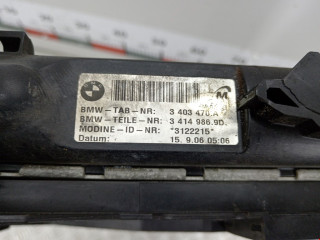 BMW-TAB-NR: 3 403 470.A
BMW-TEILE-NR: 3 414 986.9D
MODINE-ID-NR: *3122215*
Datum: 15. 9.06 05:06